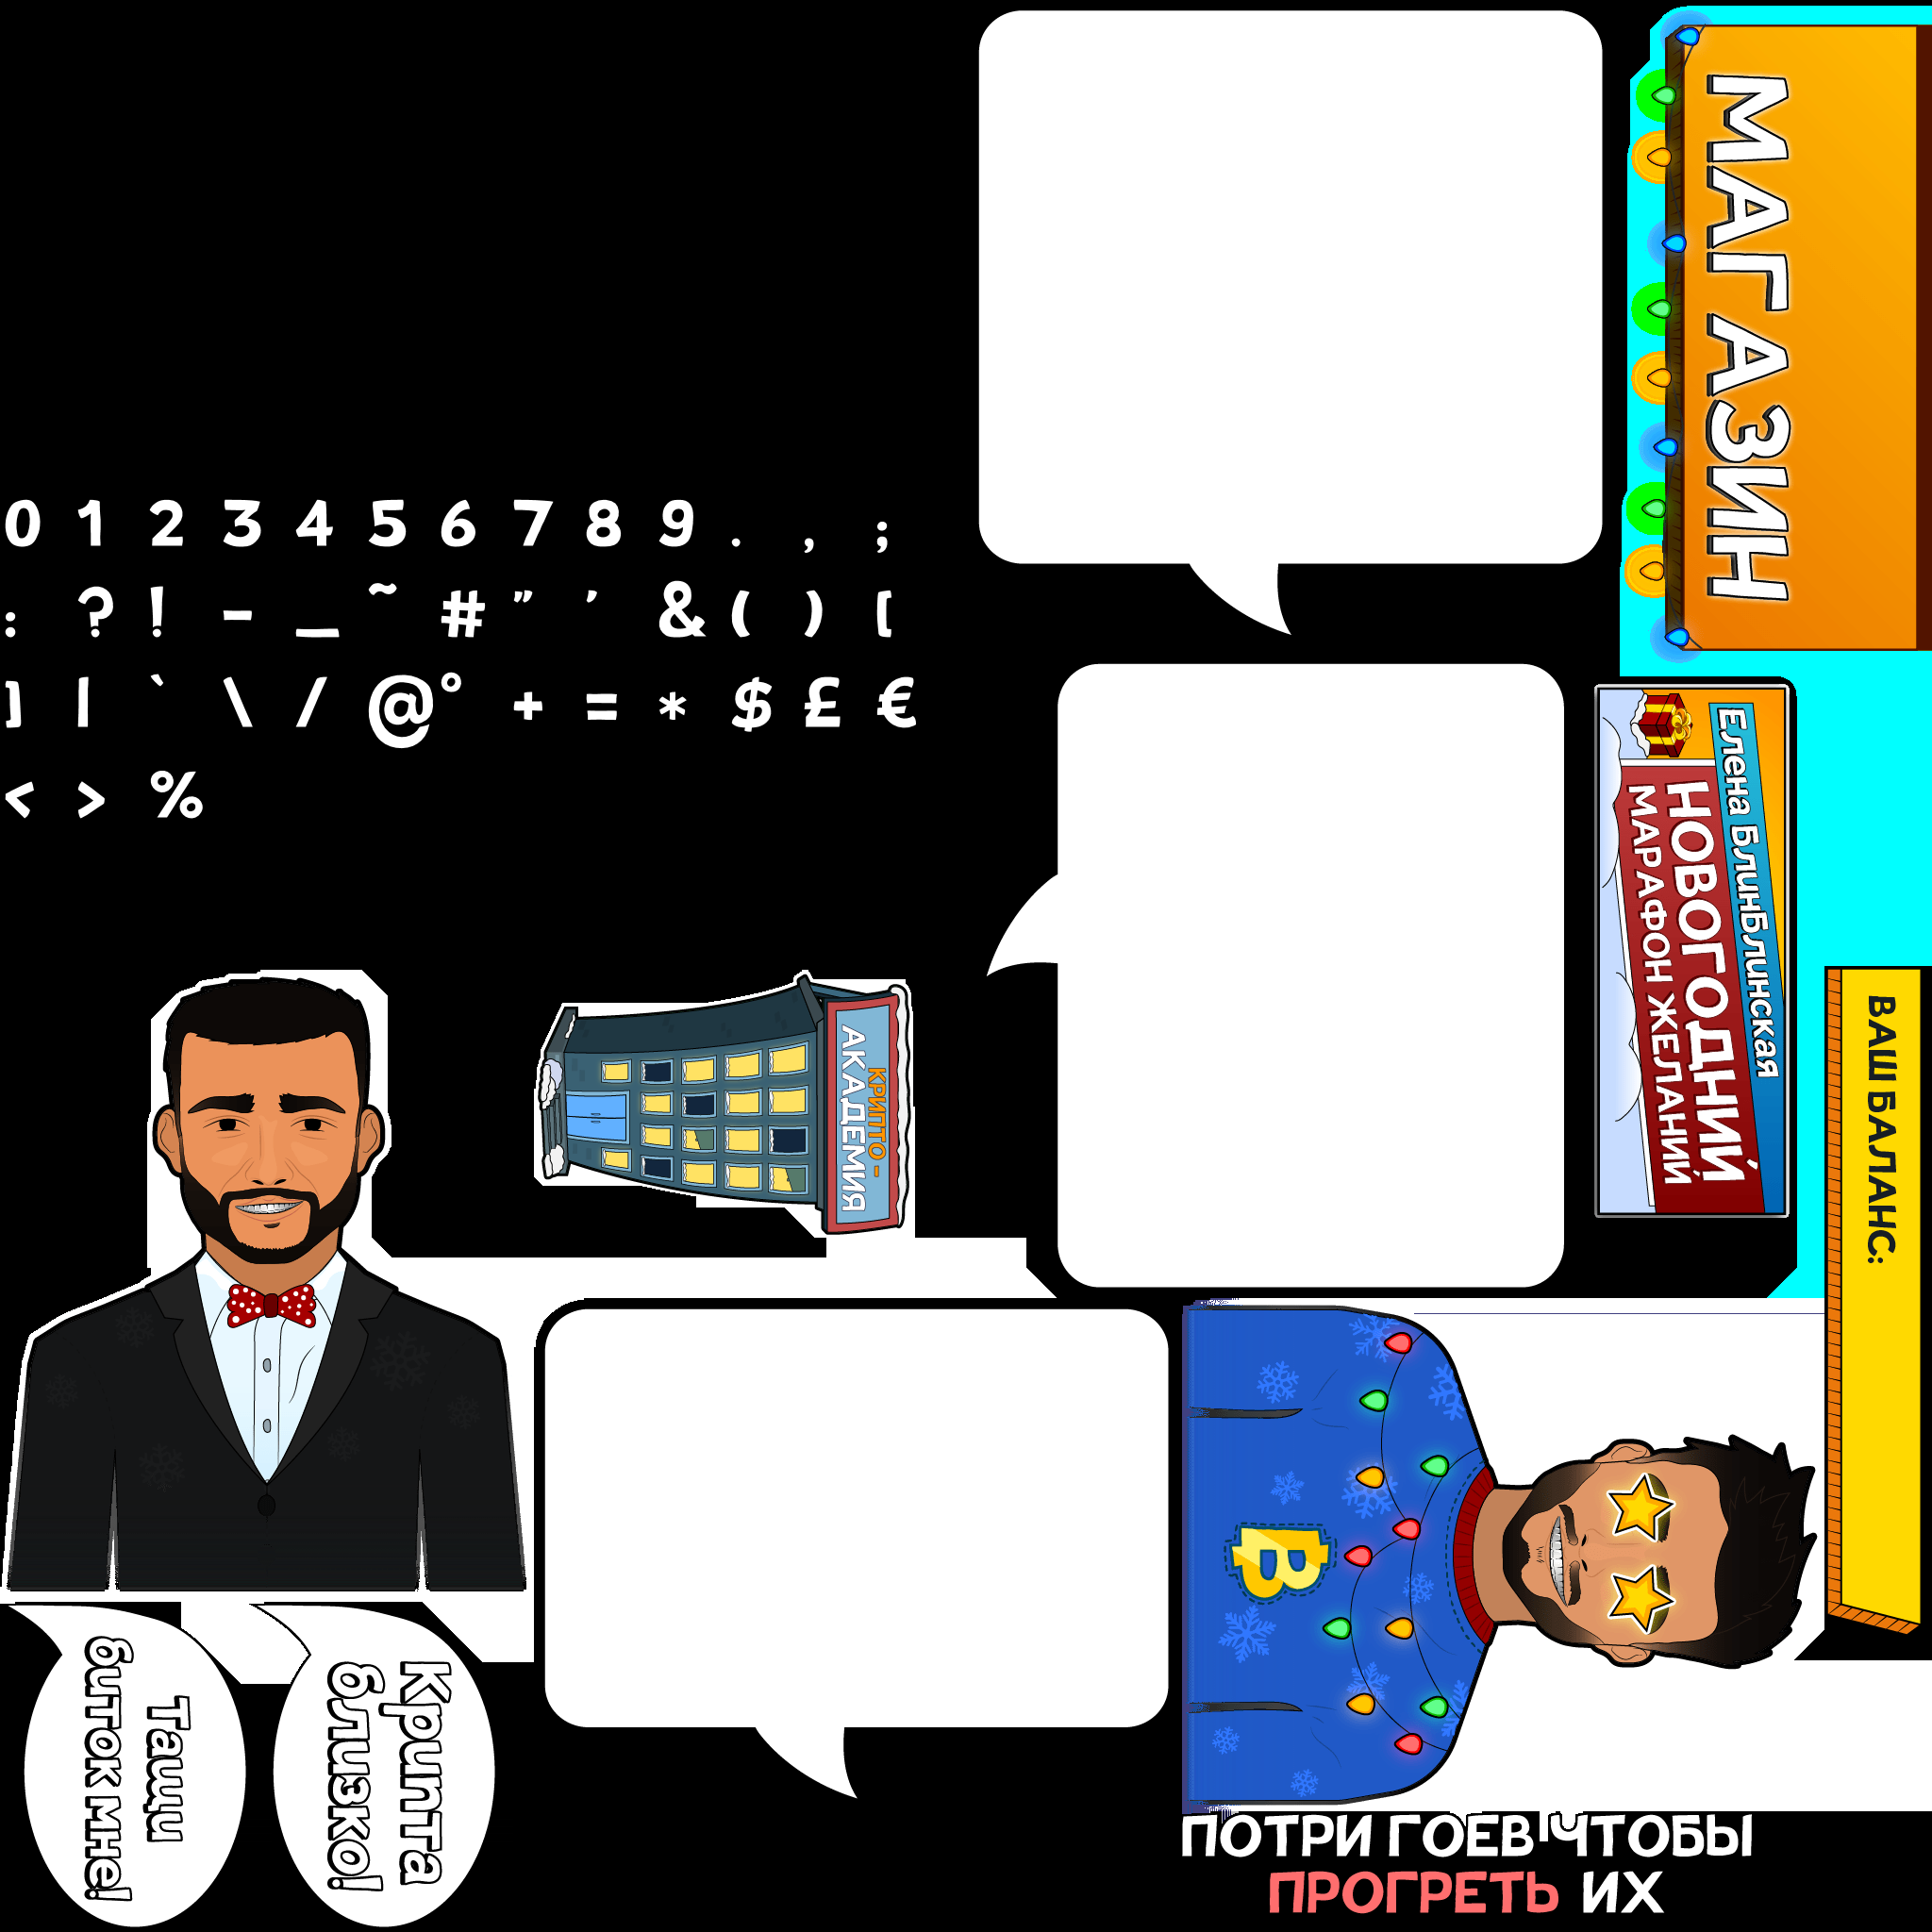 МАГАЗИН
0 1 2 3 4 5 6 7 8 9 . , ;
: ? ! - _ ~ # " ' & ( ) [
] | ` \ / @ ° + = * $ £ €
< > %
Елена БлинБлинская
НОВОГОДНИЙ
МАРАФОН ЖЕЛАНИЙ
ВАШ БАЛАНС:
КРИПТО-
АКАДЕМИЯ
B
Тащи
биток мне!
Крипта
близко!
ПОТРИ ГОЕВ ЧТОБЫ
ПРОГРЕТЬ ИХ